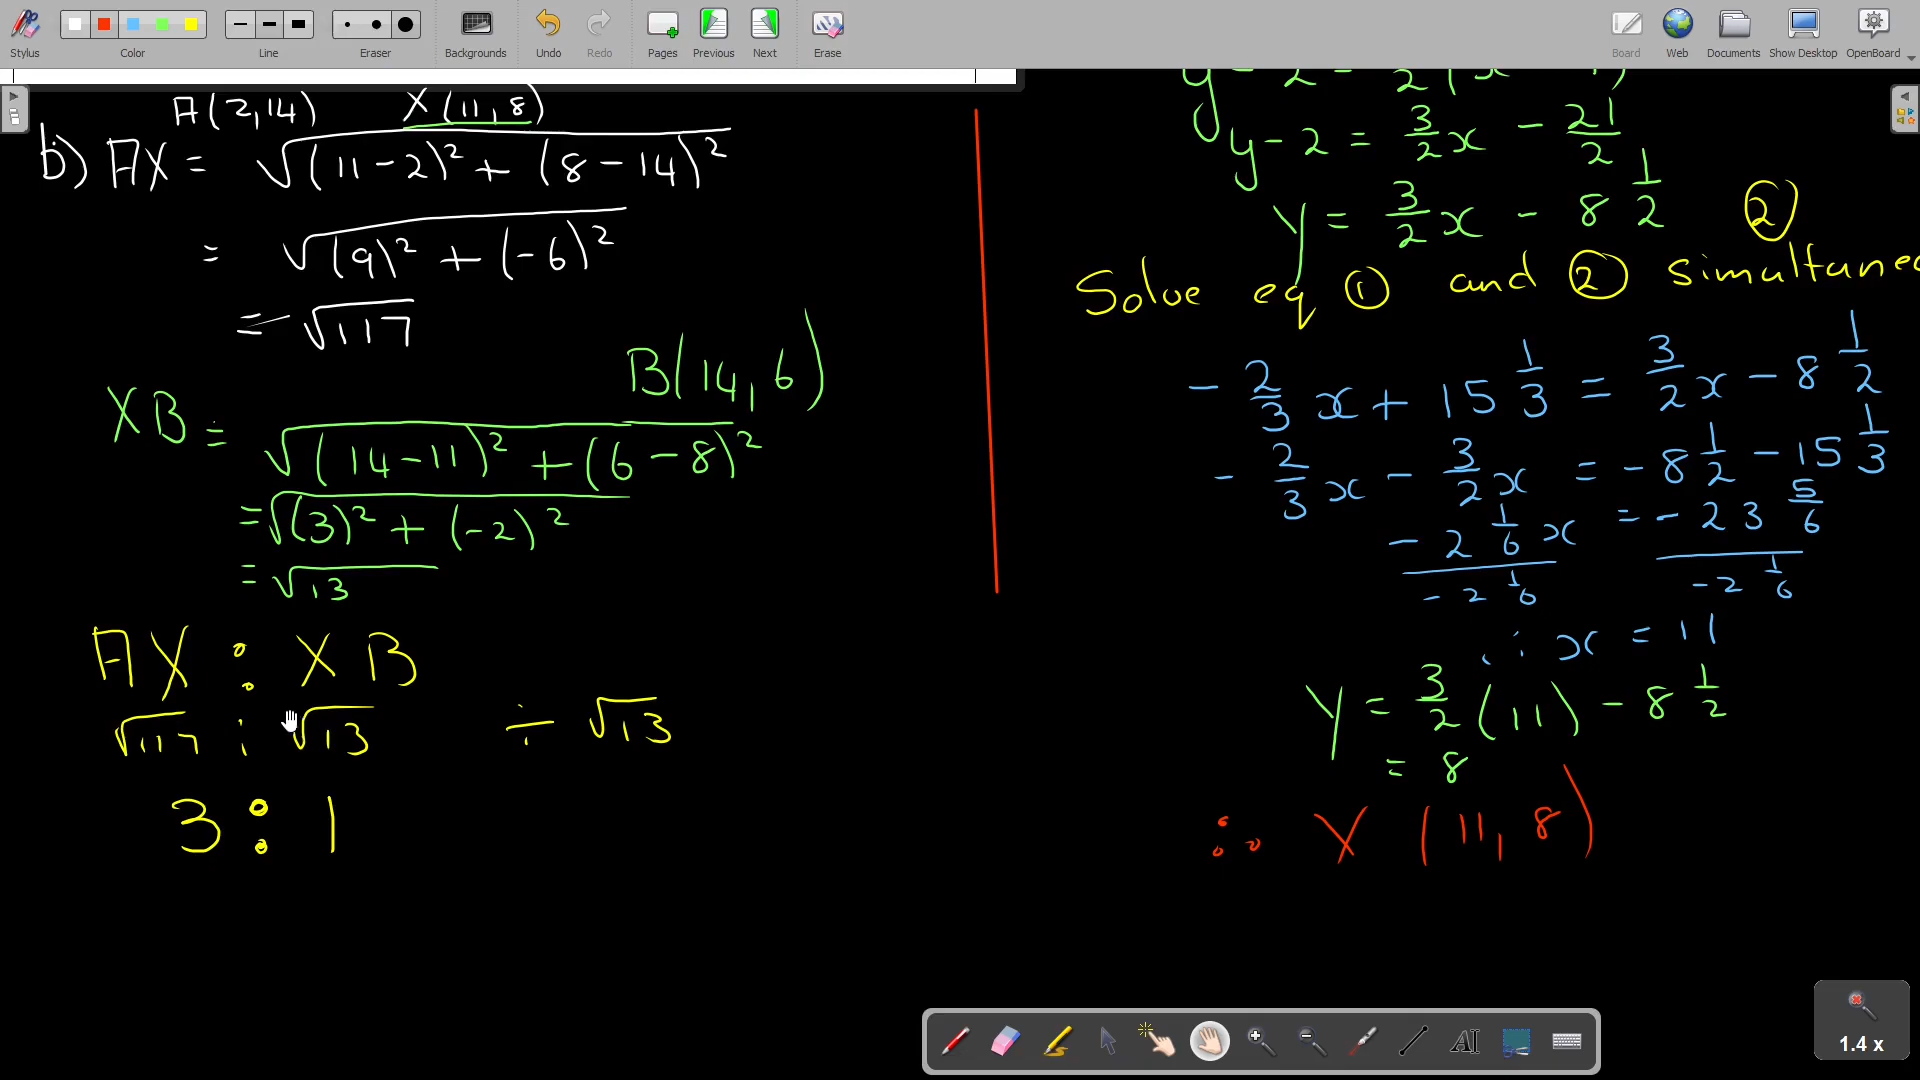 Stylus Color Line Eraser Backgrounds Undo Redo Pages Previous Next Erase Board Web Documents Show Desktop OpenBoard
A(2,14) X(11,8)
b) AX = √((11-2)² + (8-14)²)
= √((9)² + (-6)²)
= √117
B(14,6)
XB = √((14-11)² + (6-8)²)
= √((3)² + (-2)²)
= √13
AX : XB
√117 : √13 ÷ √13
3 : 1
y-2 = 3/2 x - 21/2
y = 3/2 x - 8 1/2 ②
Solve eq ① and ②
- 2/3 x + 15 1/3 = 3/2 x - 8 1/2
- 2/3 x - 3/2 x = -8 1/2 - 15 1/3
- 2 1/6 x = - 23 5/6
- 2 1/6 - 2 1/6
∴ x = 11
y = 3/2 (11) - 8 1/2
= 8
∴ X (11, 8)
AI
1.4 x